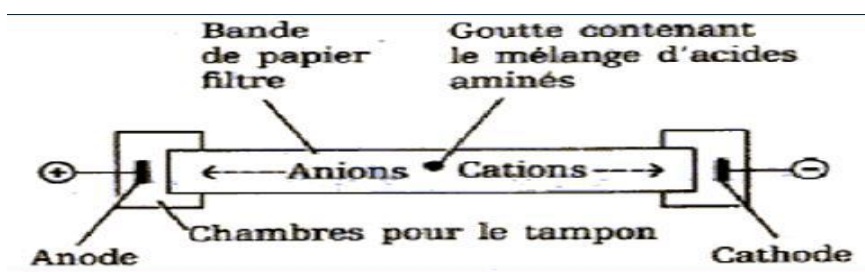 Bande
de papier
filtre
Goutte contenant
le mélange d'acides
aminés
+
<-----Anions
Cations--->
−
Chambres pour le tampon
Anode
Cathode